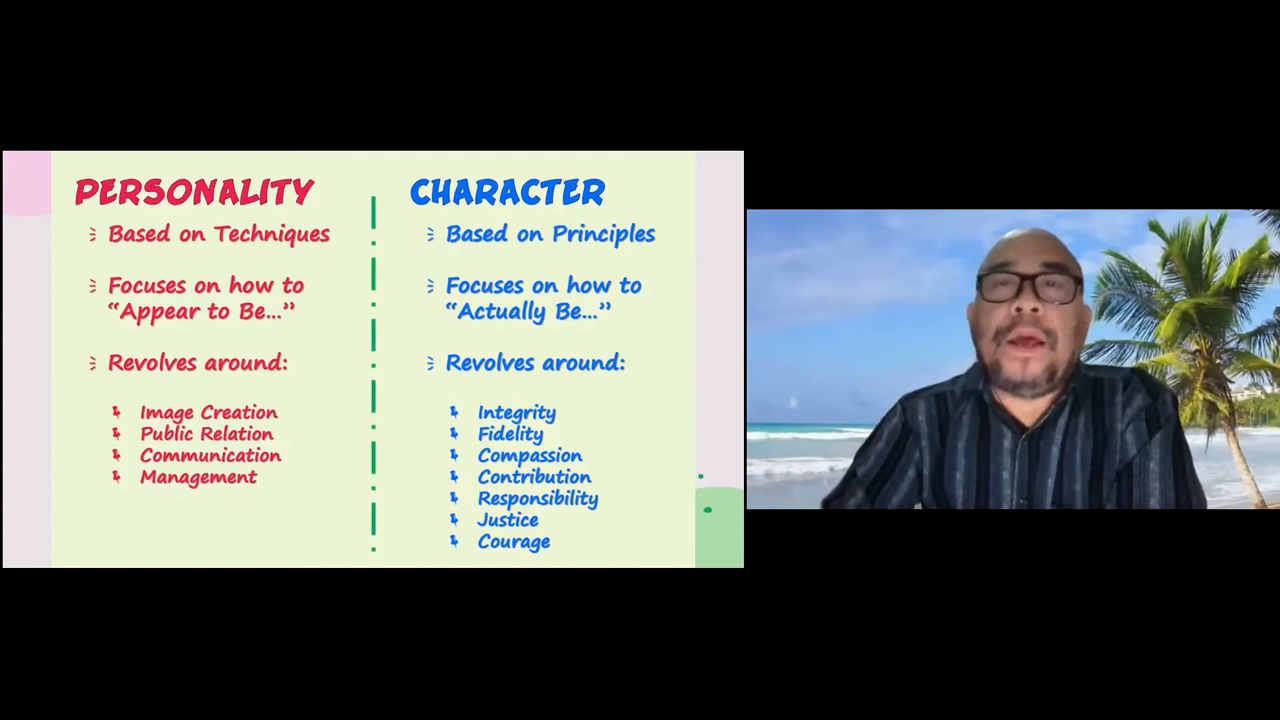 PERSONALITY
Based on Techniques
Focuses on how to
“Appear to Be...”
Revolves around:
Image Creation
Public Relation
Communication
Management
CHARACTER
Based on Principles
Focuses on how to
“Actually Be...”
Revolves around:
Integrity
Fidelity
Compassion
Contribution
Responsibility
Justice
Courage